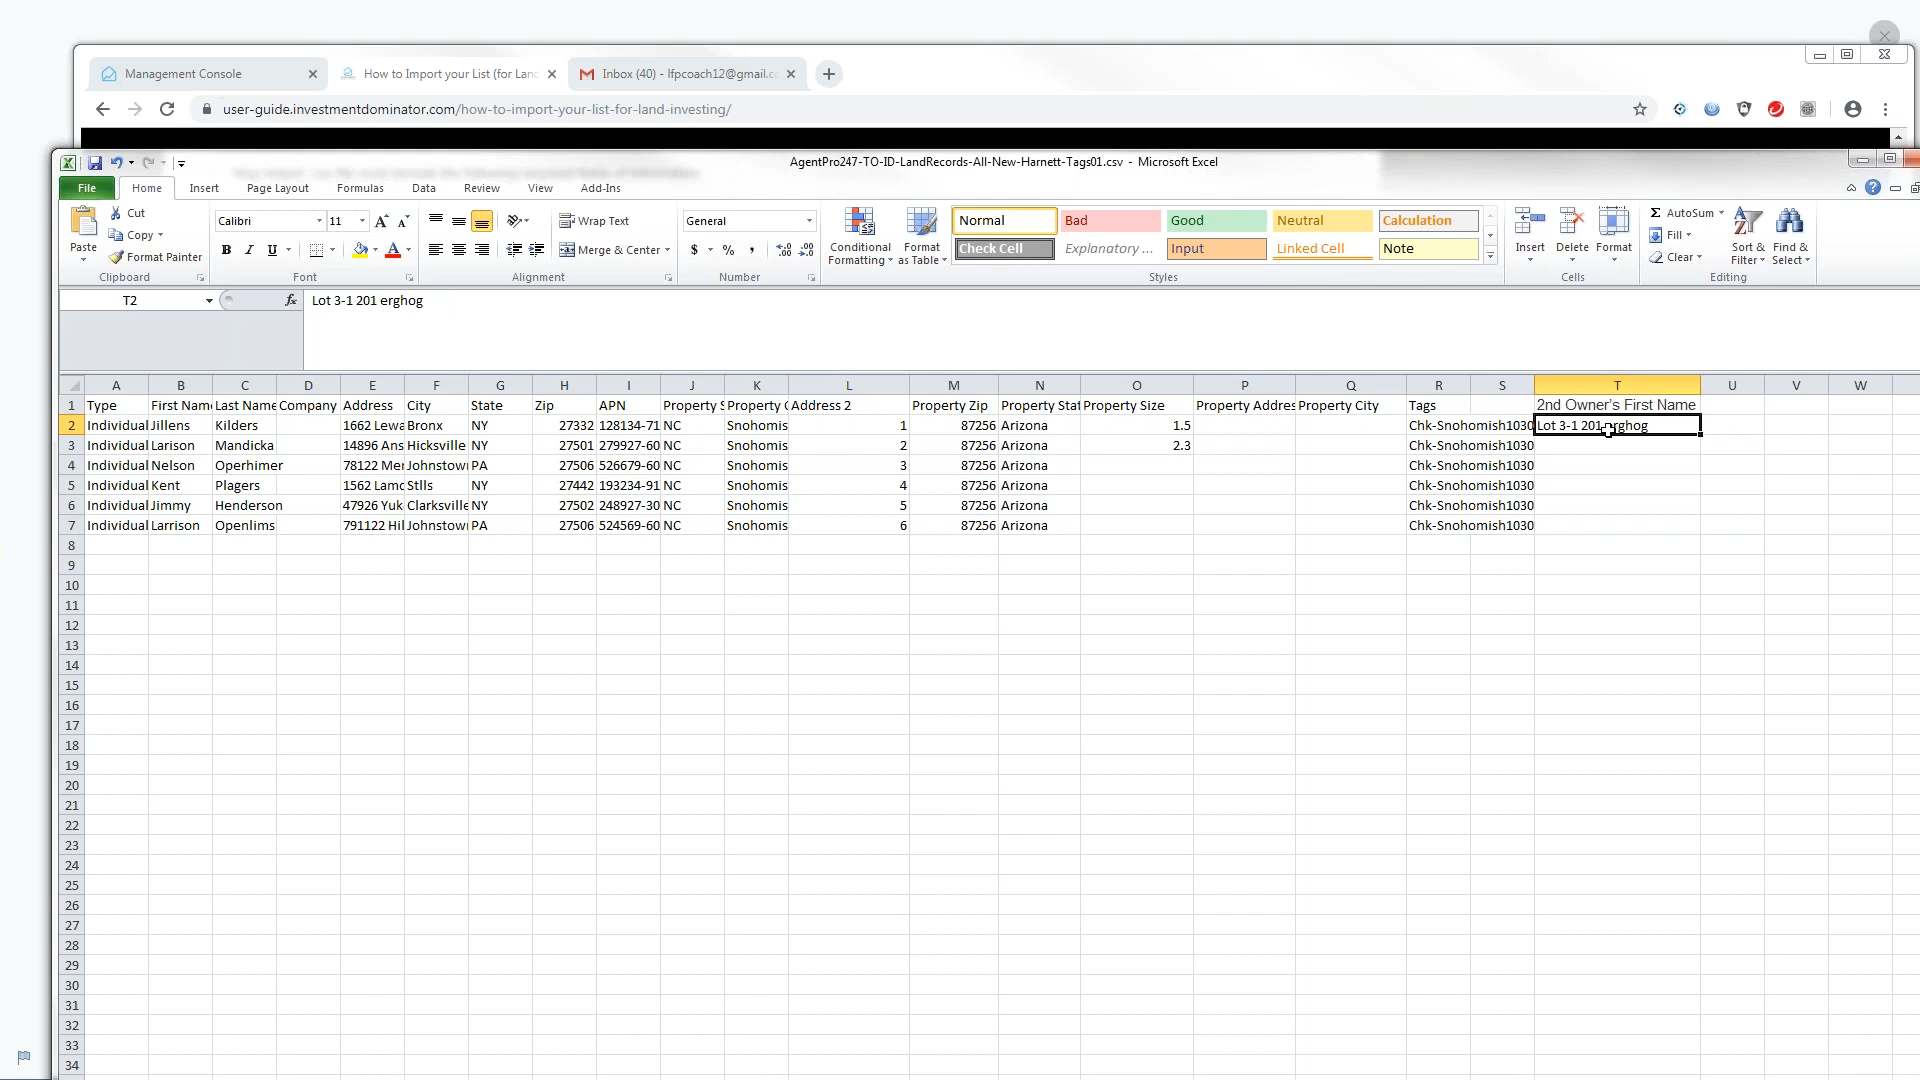 Management Console
How to Import your List (for Lanc
Inbox (40) - lfpcoach12@gmail.c
user-guide.investmentdominator.com/how-to-import-your-list-for-land-investing/
AgentPro247-TO-ID-LandRecords-All-New-Harnett-Tags01.csv - Microsoft Excel
File Home Insert Page Layout Formulas Data Review View Add-Ins
Cut
Copy
Format Painter
Paste
Calibri 11
B I U
Wrap Text
Merge & Center
General
$ % ,
Conditional Formatting
Format as Table
Normal Bad Good Neutral Calculation
Check Cell Explanatory ... Input Linked Cell Note
Insert Delete Format
AutoSum
Fill
Clear
Sort & Filter
Find & Select
Clipboard Font Alignment Number Styles Cells Editing
T2 fx Lot 3-1 201 erghog
A B C D E F G H I J K L M N O P Q R S T U V W
1 Type First Name Last Name Company Address City State Zip APN Property S Property C Address 2 Property Zip Property Stat Property Size Property Addres Property City Tags 2nd Owner's First Name
2 Individual Jillens Kilders 1662 Lewa Bronx NY 27332 128134-71 NC Snohomis 1 87256 Arizona 1.5 Chk-Snohomish1030 Lot 3-1 201 erghog
3 Individual Larison Mandicka 14896 Ans Hicksville NY 27501 279927-60 NC Snohomis 2 87256 Arizona 2.3 Chk-Snohomish1030
4 Individual Nelson Operhimer 78122 Mer Johnstown PA 27506 526679-60 NC Snohomis 3 87256 Arizona Chk-Snohomish1030
5 Individual Kent Plagers 1562 Lamc Stlls NY 27442 193234-91 NC Snohomis 4 87256 Arizona Chk-Snohomish1030
6 Individual Jimmy Henderson 47926 Yuk Clarksville NY 27502 248927-30 NC Snohomis 5 87256 Arizona Chk-Snohomish1030
7 Individual Larrison Openlims 791122 Hil Johnstown PA 27506 524569-60 NC Snohomis 6 87256 Arizona Chk-Snohomish1030
8
9
10
11
12
13
14
15
16
17
18
19
20
21
22
23
24
25
26
27
28
29
30
31
32
33
34